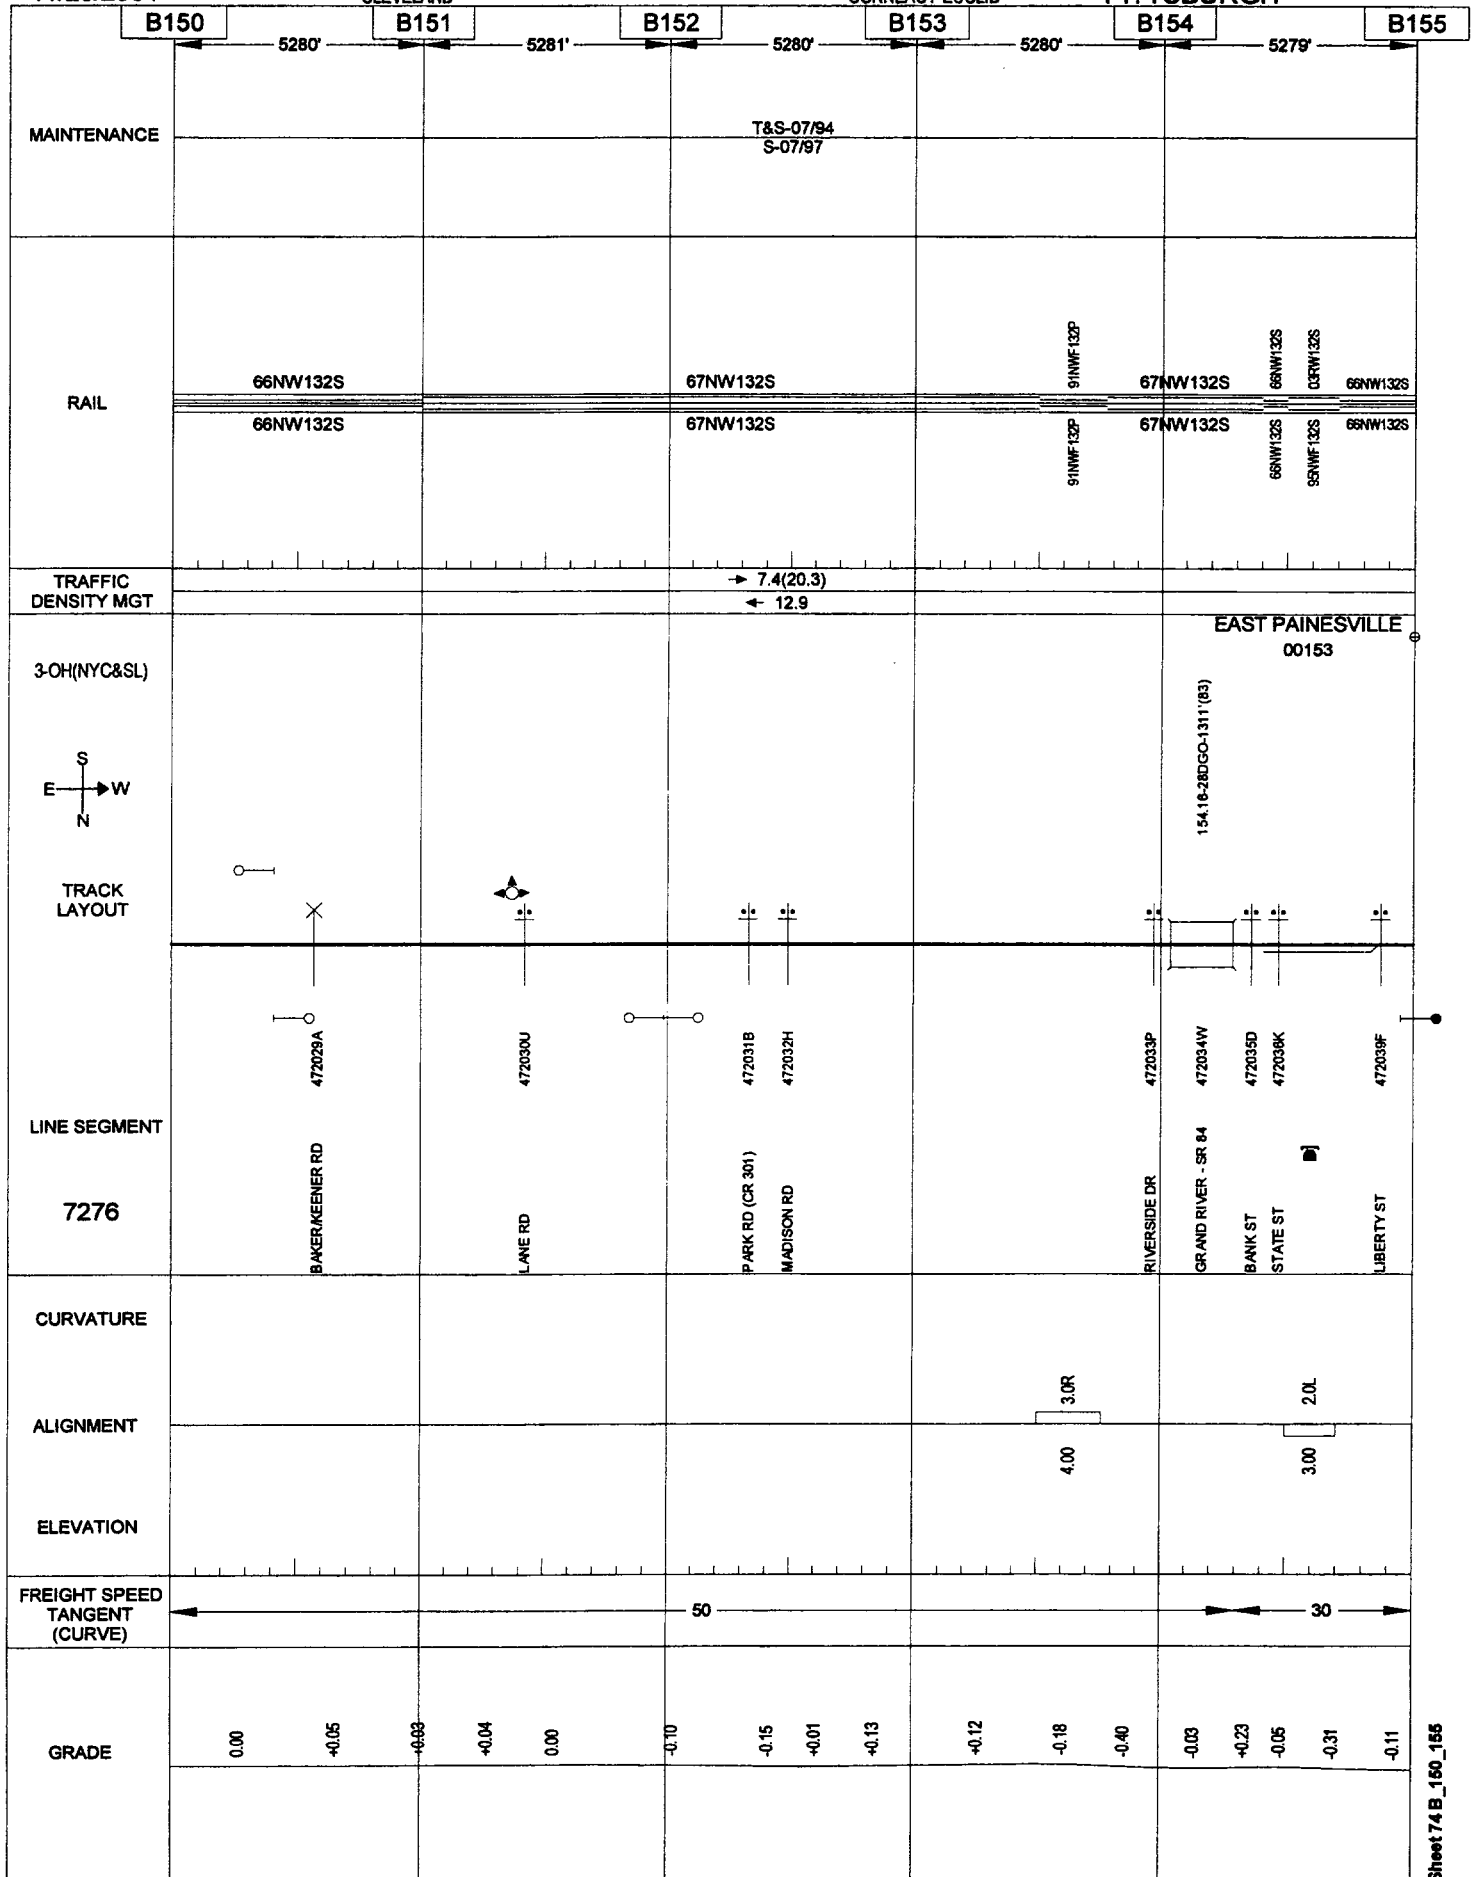 B150 B151 B152 B153 B154 B155
5280' 5281' 5280' 5280' 5279'
MAINTENANCE
T&S-07/94
S-07/97
91NWF132P 66NW132S 03RW132S
66NW132S 67NW132S 67NW132S 66NW132S
RAIL
66NW132S 67NW132S 67NW132S 66NW132S
91NWF132P 66NW132S 95NWF132S
TRAFFIC
DENSITY MGT
7.4(20.3)
12.9
EAST PAINESVILLE
00153
3-OH(NYC&SL)
154.16-28DGO-1311'(83)
S
E W
N
TRACK
LAYOUT
472029A 472030U 472031B 472032H 472033P 472034W 472035D 472036K 472039F
LINE SEGMENT
7276
BAKER/KEENER RD
LANE RD
PARK RD (CR 301)
MADISON RD
RIVERSIDE DR
GRAND RIVER - SR 84
BANK ST
STATE ST
LIBERTY ST
CURVATURE
3.0R 2.0L
ALIGNMENT
4.00 3.00
ELEVATION
FREIGHT SPEED
TANGENT
(CURVE)
50 30
GRADE
0.00 +0.05 +0.03 +0.04 0.00 -0.10 -0.15 +0.01 +0.13 +0.12 -0.18 -0.40 -0.03 +0.23 -0.05 -0.31 -0.11
Sheet 74 B_150_155